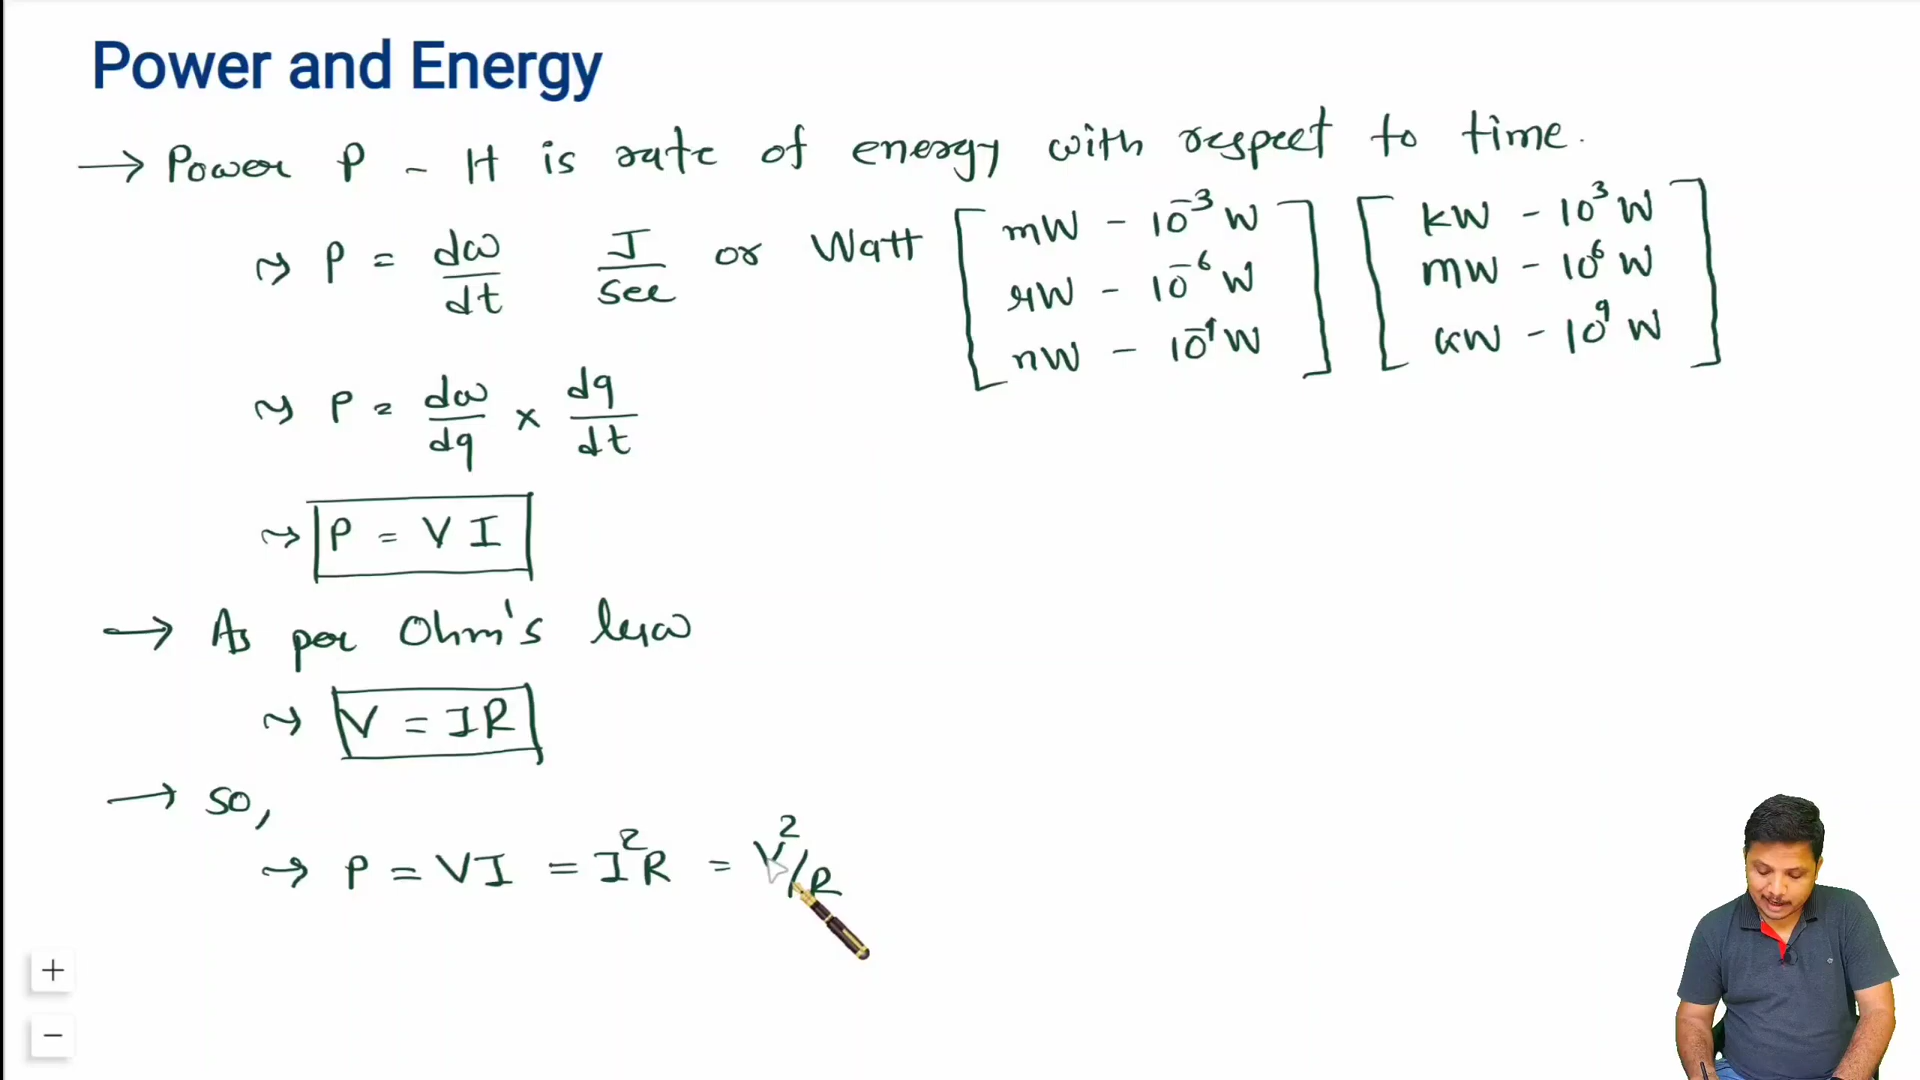 Power and Energy
→ Power P - It is rate of energy with respect to time.
⇝ P = dω/dt J/sec or Watt [ mW - 10⁻³ W [ kW - 10³ W
μW - 10⁻⁶ W mW - 10⁶ W
nW - 10⁻⁹ W ] GW - 10⁹ W ]
⇝ P = dω/dq × dq/dt
⇝ P = VI
→ As per Ohm's law
⇝ V = IR
→ so,
→ P = VI = I²R = V²/R
+
−